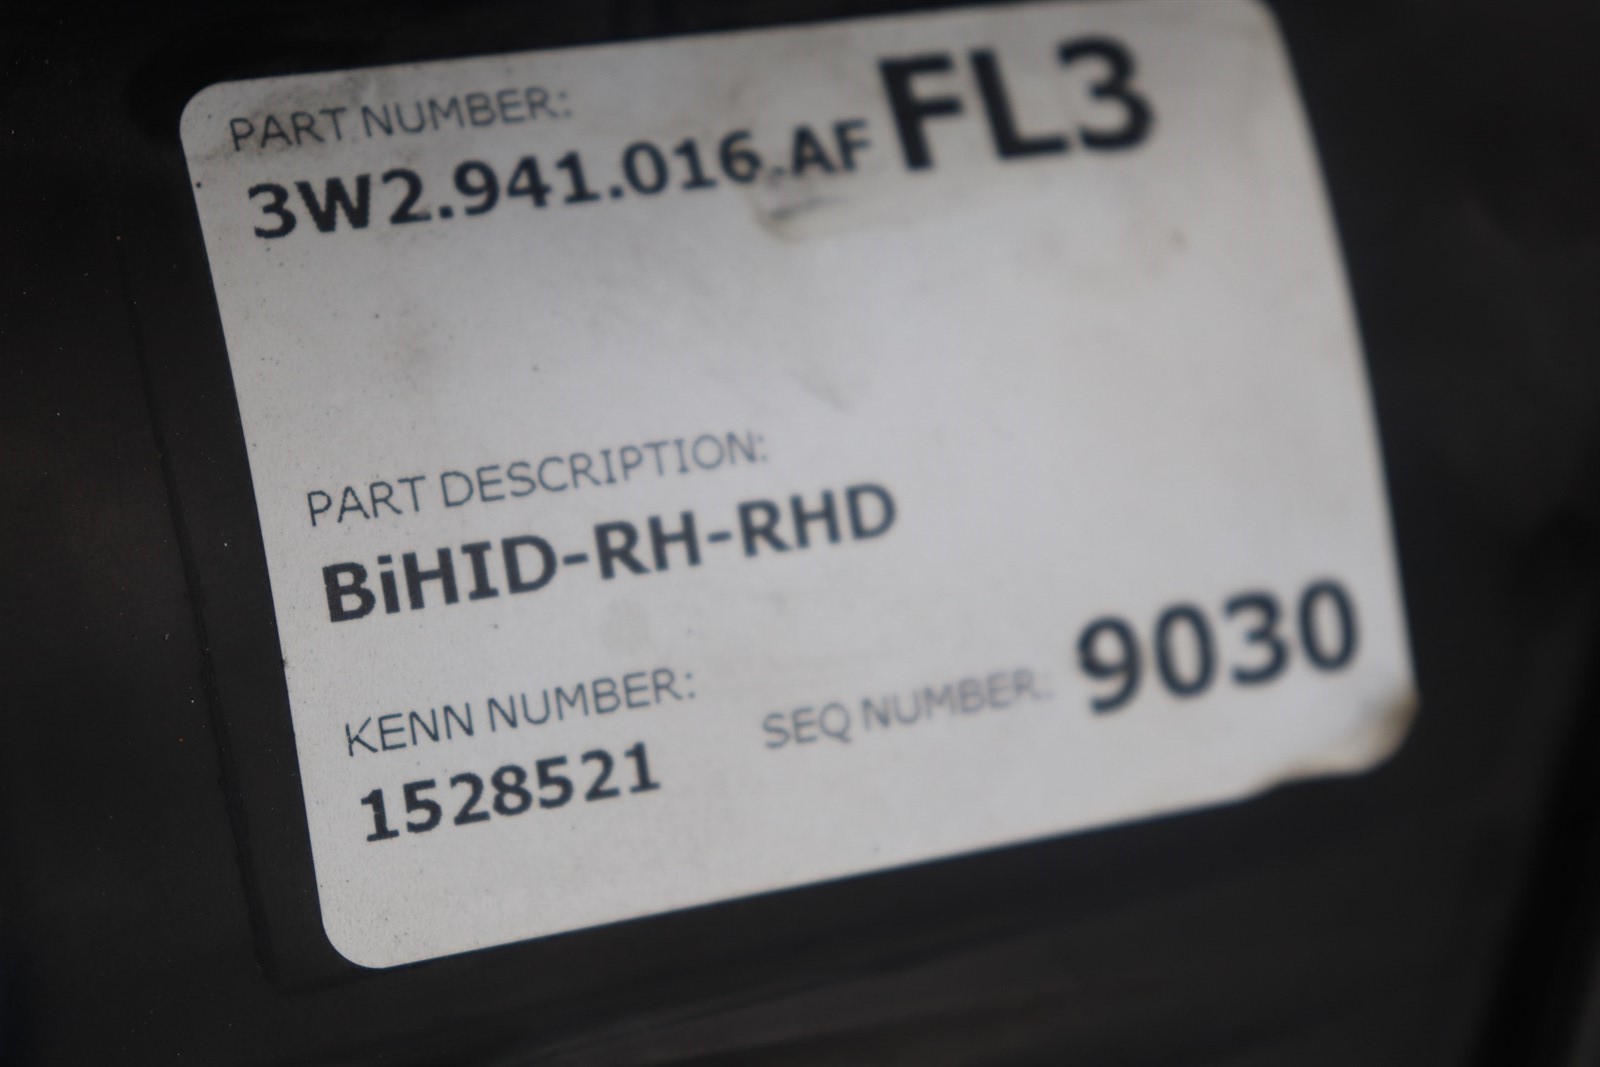 PART NUMBER:
3W2.941.016.AF FL3
PART DESCRIPTION:
BiHID-RH-RHD
KENN NUMBER:
1528521
SEQ NUMBER: 9030